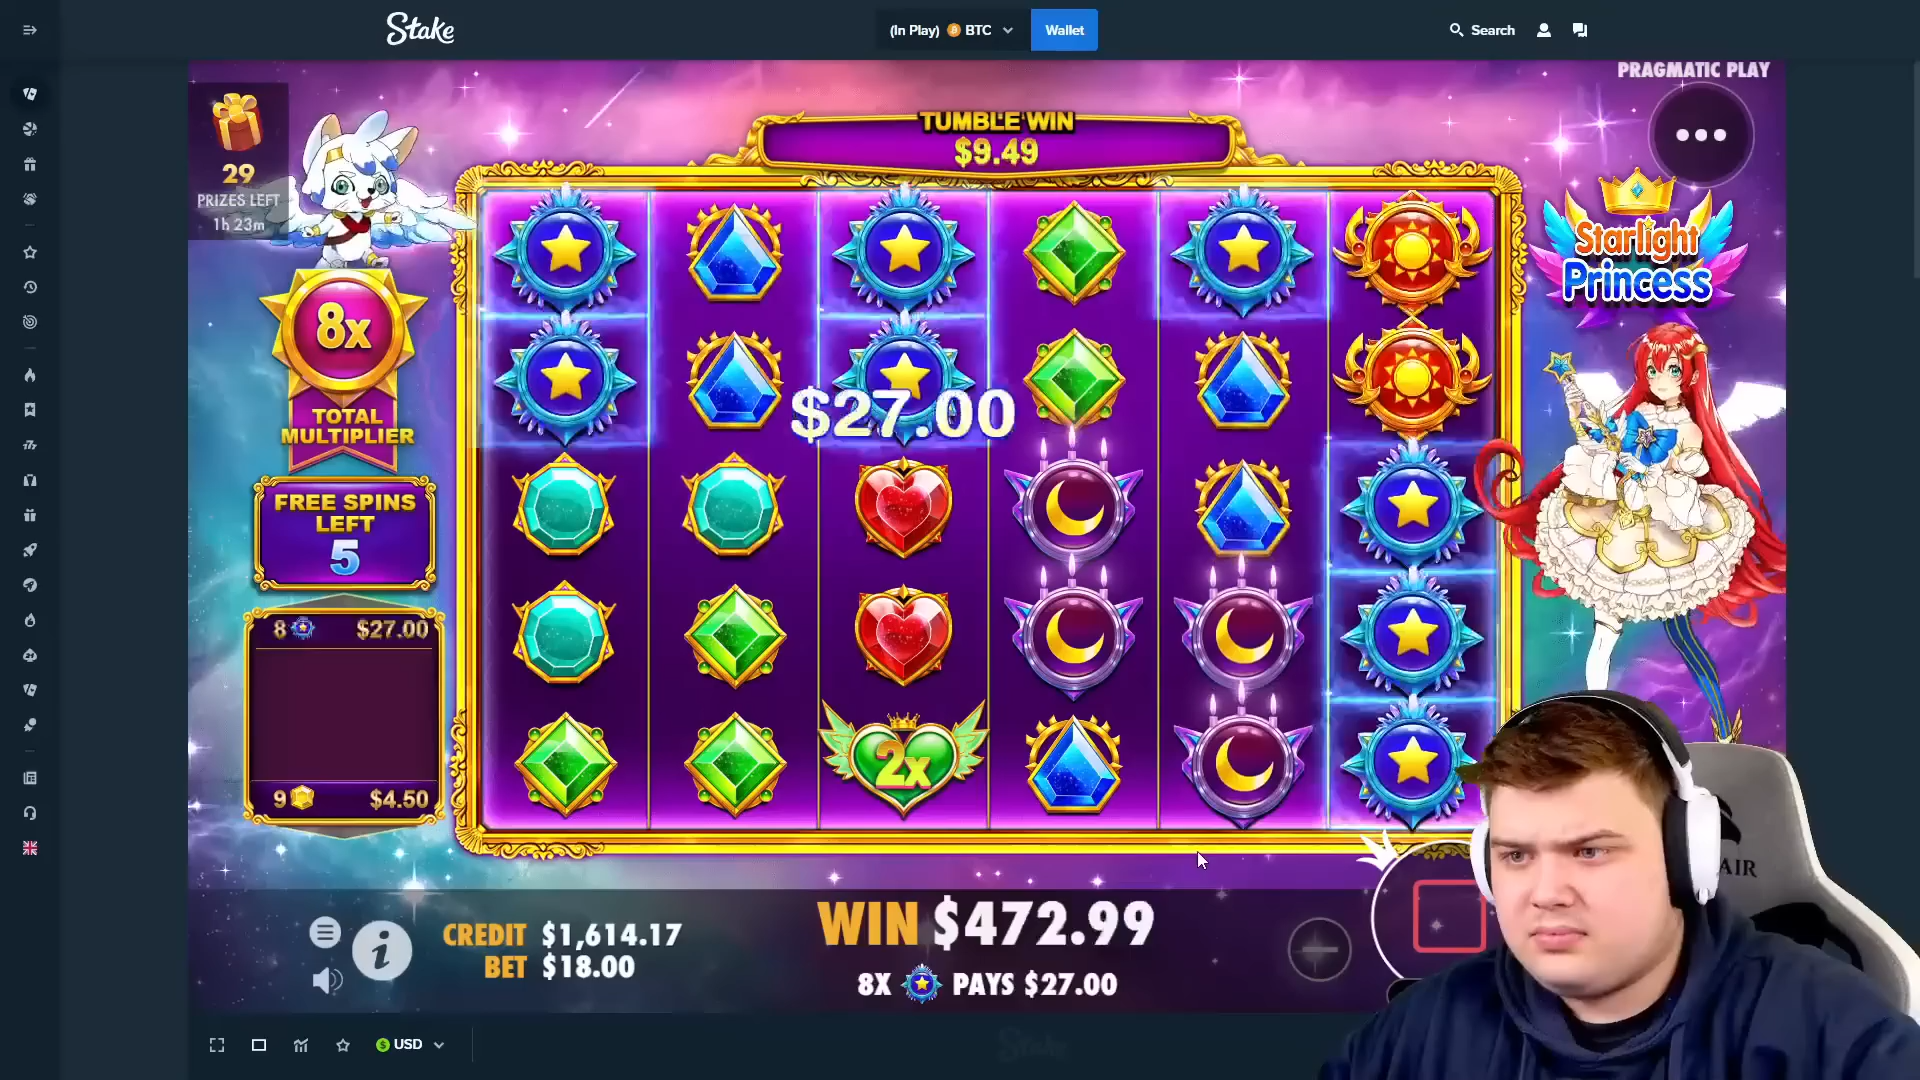 Stake
(In Play) BTC
Wallet
Search
PRAGMATIC PLAY
29
PRIZES LEFT
1h 23m
TUMBLE WIN
$9.49
Starlight
Princess
8x
TOTAL
MULTIPLIER
$27.00
FREE SPINS
LEFT
5
8 $27.00
9 $4.50
2x
CREDIT $1,614.17
BET $18.00
WIN $472.99
8X PAYS $27.00
USD
Stake
AIR